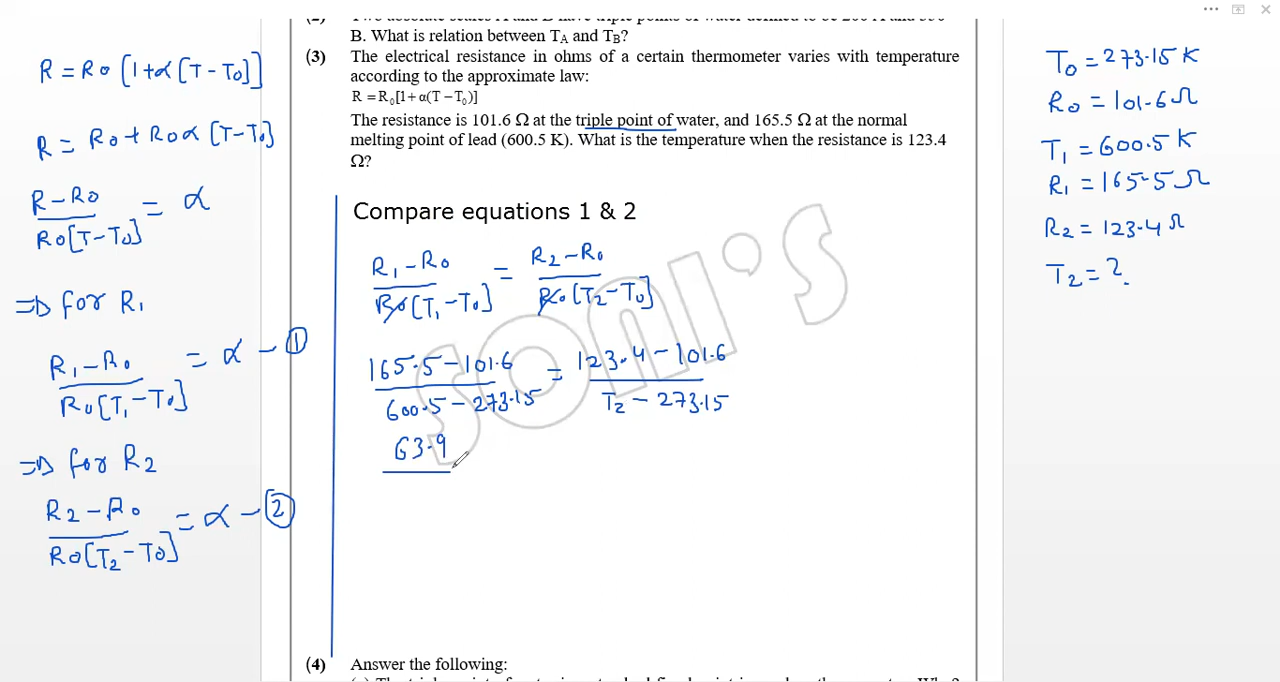 B. What is relation between TA and TB?
(3) The electrical resistance in ohms of a certain thermometer varies with temperature
according to the approximate law:
R = R₀[1+α(T−T₀)]
The resistance is 101.6 Ω at the triple point of water, and 165.5 Ω at the normal
melting point of lead (600.5 K). What is the temperature when the resistance is 123.4
Ω?
R = R₀ [1+α [T − T₀]]
R = R₀ + R₀α [T−T₀]
R−R₀ / R₀[T−T₀] = α
⇒ for R₁
R₁−R₀ / R₀[T₁−T₀] = α − ①
⇒ for R₂
R₂−R₀ / R₀[T₂−T₀] = α − ②
Compare equations 1 & 2
R₁−R₀ / R₀[T₁−T₀] = R₂−R₀ / R₀[T₂−T₀]
165.5−101.6 / 600.5−273.15 = 123.4−101.6 / T₂ − 273.15
63.9
T₀ = 273.15 K
R₀ = 101.6 Ω
T₁ = 600.5 K
R₁ = 165.5 Ω
R₂ = 123.4 Ω
T₂ = ?
SONI'S
(4) Answer the following: